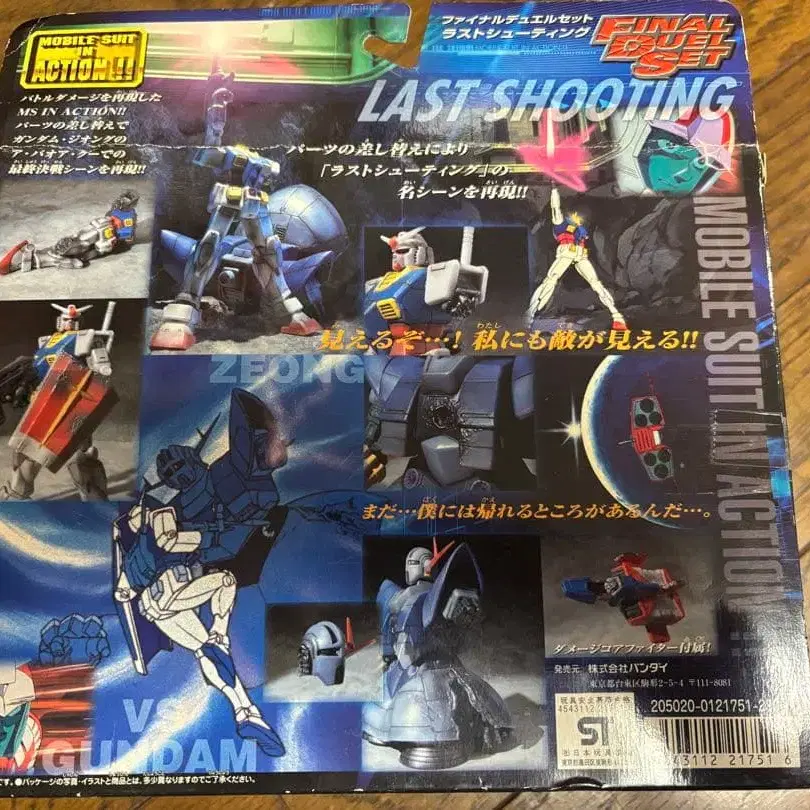 MOBILE SUIT
IN
ACTION!!
ファイナルデュエルセット
ラストシューティング
FINAL
DUEL
SET
LAST SHOOTING
バトルダメージを再現した
MS IN ACTION!!
パーツの差し替えで
ガンダム・ジオングの
ア・バオア・クーでの
最終決戦シーンを再現!!
パーツの差し替えにより
「ラストシューティング」の
名シーンを再現!!
見えるぞ…! 私にも敵が見える!!
ZEONG
まだ…僕には帰れるところがあるんだ…。
MOBILE SUIT IN ACTION!!
ダメージコアファイター付属!
発売元: 株式会社バンダイ
東京都台東区駒形2-5-4 〒111-8081
4543112
ST
205020-0121751-2
43112 21751 6
VS
GUNDAM
です。●パッケージの写真・イラストと商品とは、多少異なりますのでご了承ください。